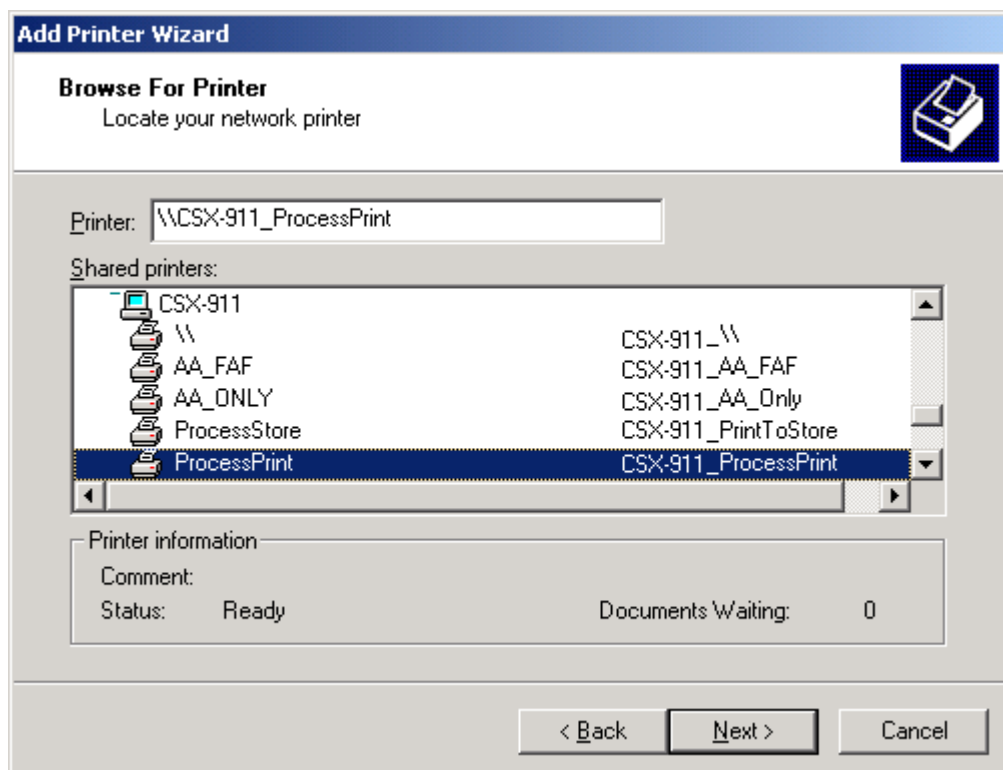 Add Printer Wizard
Browse For Printer
Locate your network printer
Printer: \\CSX-911_ProcessPrint
Shared printers:
CSX-911
\\ CSX-911_\\
AA_FAF CSX-911_AA_FAF
AA_ONLY CSX-911_AA_Only
ProcessStore CSX-911_PrintToStore
ProcessPrint CSX-911_ProcessPrint
Printer information
Comment:
Status: Ready Documents Waiting: 0
< Back Next > Cancel